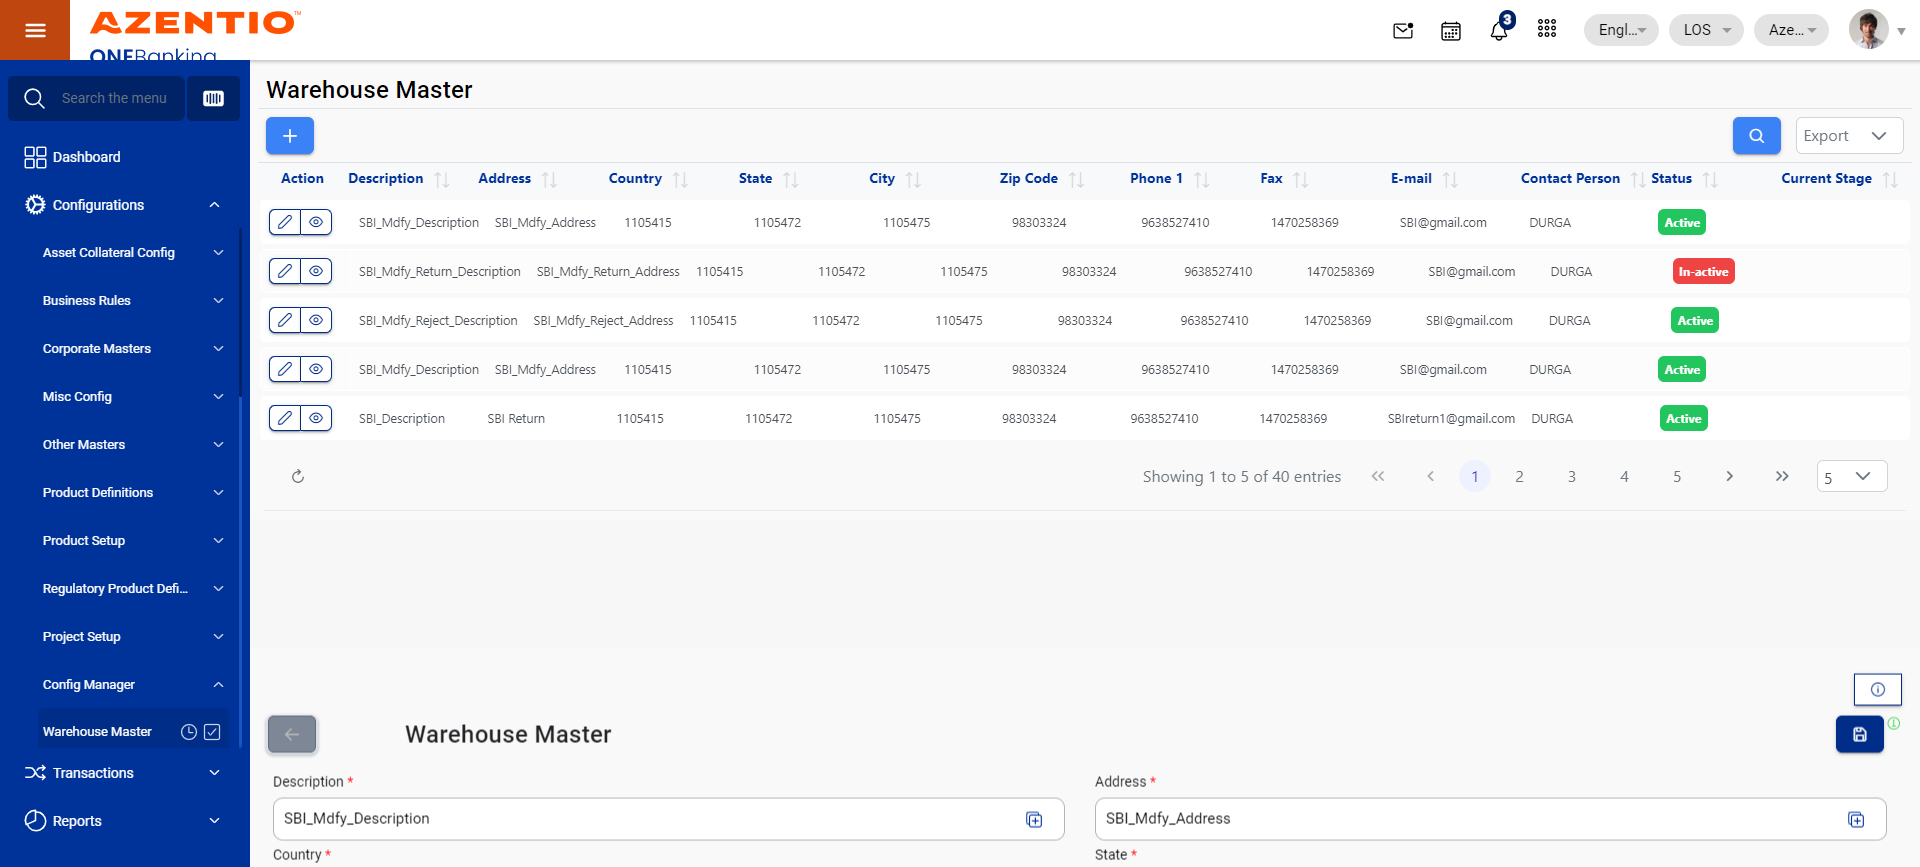 AZENTIO™
ONEBanking
3
Engl...
LOS
Aze...
Search the menu
Dashboard
Configurations
Asset Collateral Config
Business Rules
Corporate Masters
Misc Config
Other Masters
Product Definitions
Product Setup
Regulatory Product Defi...
Project Setup
Config Manager
Warehouse Master
Transactions
Reports
Warehouse Master
Export
Action Description Address Country State City Zip Code Phone 1 Fax E-mail Contact Person Status Current Stage
SBI_Mdfy_Description SBI_Mdfy_Address 1105415 1105472 1105475 98303324 9638527410 1470258369 SBI@gmail.com DURGA Active
SBI_Mdfy_Return_Description SBI_Mdfy_Return_Address 1105415 1105472 1105475 98303324 9638527410 1470258369 SBI@gmail.com DURGA In-active
SBI_Mdfy_Reject_Description SBI_Mdfy_Reject_Address 1105415 1105472 1105475 98303324 9638527410 1470258369 SBI@gmail.com DURGA Active
SBI_Mdfy_Description SBI_Mdfy_Address 1105415 1105472 1105475 98303324 9638527410 1470258369 SBI@gmail.com DURGA Active
SBI_Description SBI Return 1105415 1105472 1105475 98303324 9638527410 1470258369 SBIreturn1@gmail.com DURGA Active
Showing 1 to 5 of 40 entries 1 2 3 4 5 5
Warehouse Master
Description * Address *
SBI_Mdfy_Description SBI_Mdfy_Address
Country * State *